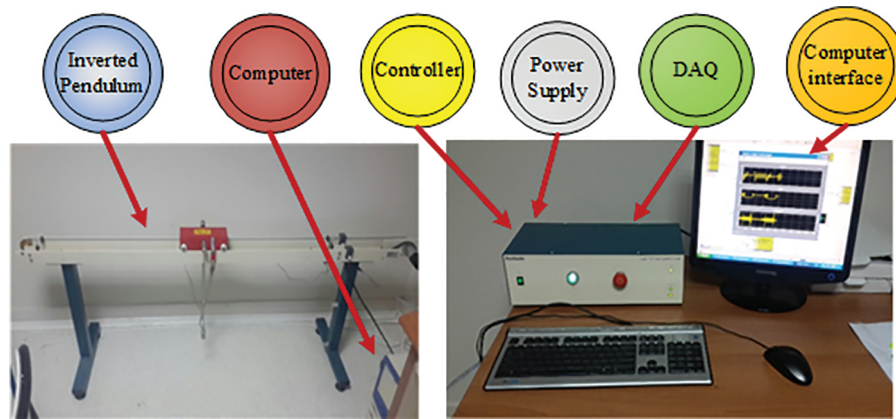 Inverted
Pendulum
Computer
Controller
Power
Supply
DAQ
Computer
interface